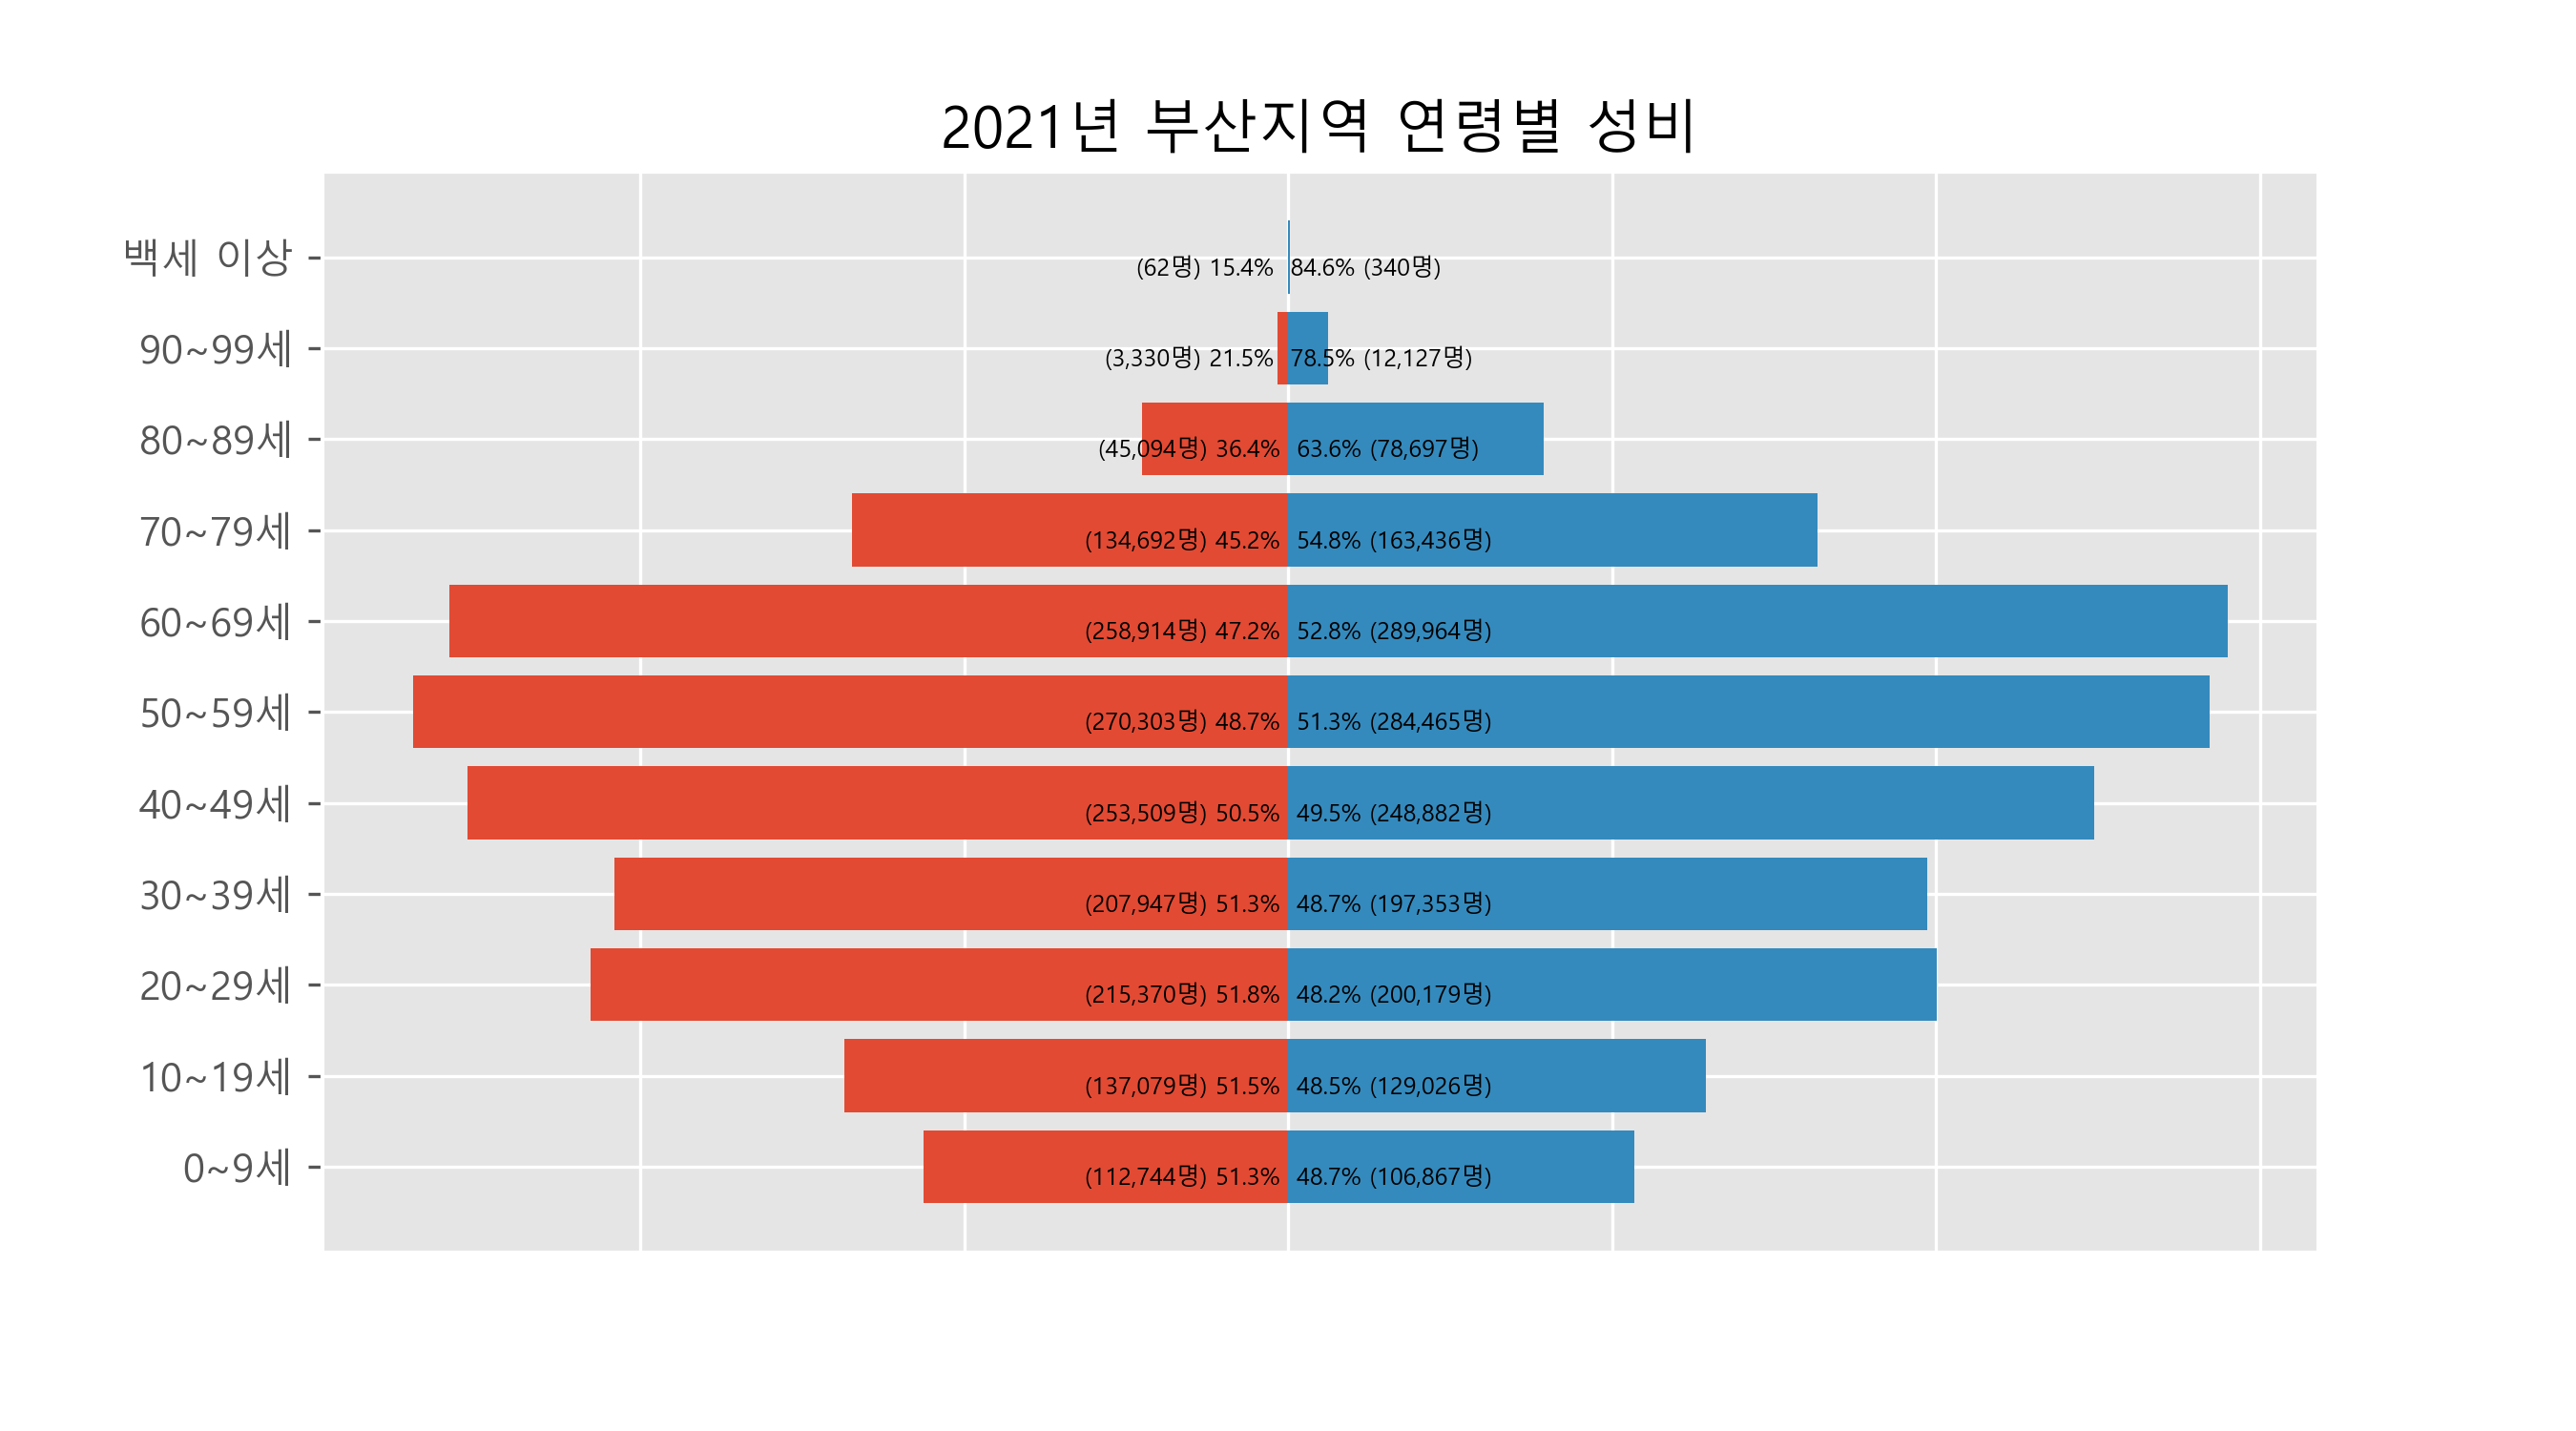 2021년 부산지역 연령별 성비
백세 이상 (62명) 15.4% 84.6% (340명)
90~99세 (3,330명) 21.5% 78.5% (12,127명)
80~89세 (45,094명) 36.4% 63.6% (78,697명)
70~79세 (134,692명) 45.2% 54.8% (163,436명)
60~69세 (258,914명) 47.2% 52.8% (289,964명)
50~59세 (270,303명) 48.7% 51.3% (284,465명)
40~49세 (253,509명) 50.5% 49.5% (248,882명)
30~39세 (207,947명) 51.3% 48.7% (197,353명)
20~29세 (215,370명) 51.8% 48.2% (200,179명)
10~19세 (137,079명) 51.5% 48.5% (129,026명)
0~9세 (112,744명) 51.3% 48.7% (106,867명)